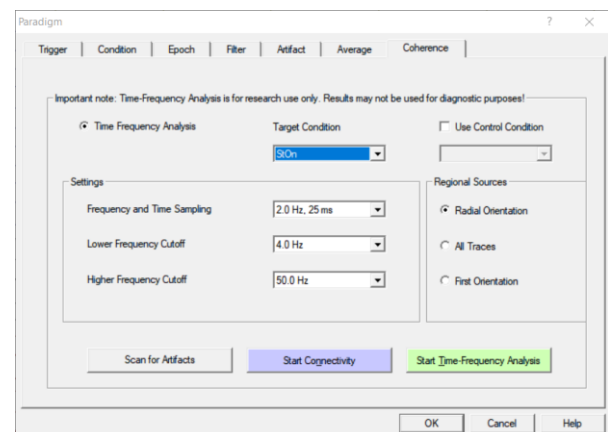 Paradigm
Trigger Condition Epoch Filter Artifact Average Coherence
Important note: Time-Frequency Analysis is for research use only. Results may not be used for diagnostic purposes!
Time Frequency Analysis Target Condition Use Control Condition
StOn
Settings Regional Sources
Frequency and Time Sampling 2.0 Hz, 25 ms Radial Orientation
Lower Frequency Cutoff 4.0 Hz All Traces
Higher Frequency Cutoff 50.0 Hz First Orientation
Scan for Artifacts Start Connectivity Start Time-Frequency Analysis
OK Cancel Help